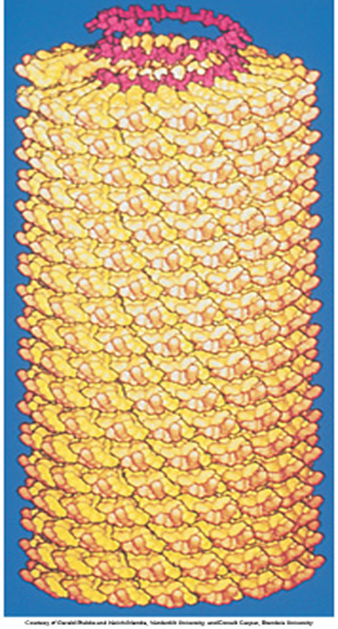 Courtesy of Gerald Stubbs and Keiichi Namba, Vanderbilt University, and Donald Caspar, Brandeis University